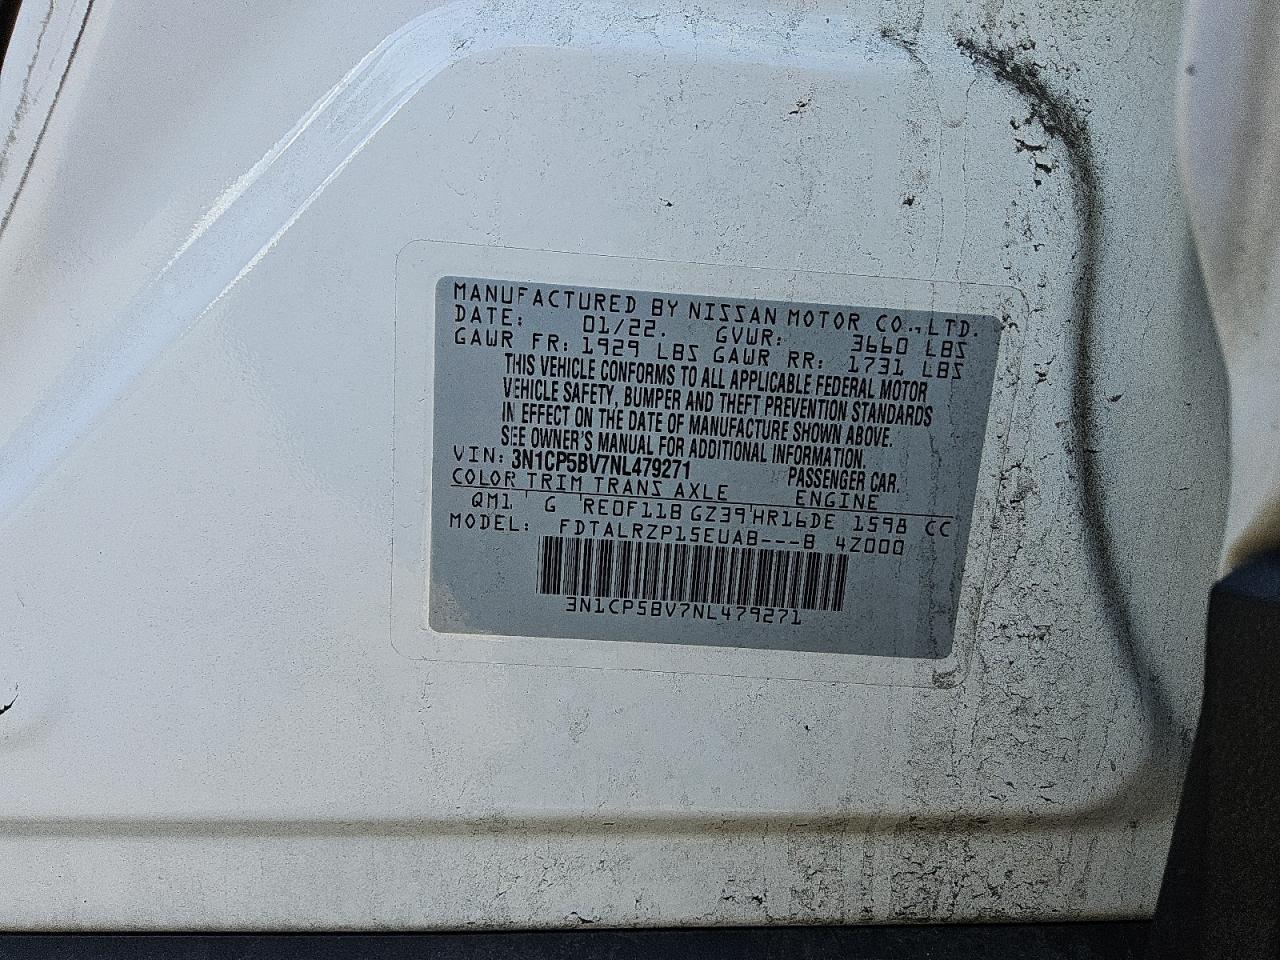 MANUFACTURED BY NISSAN MOTOR CO., LTD.
DATE: 01/22. GVWR: 3660 LBS
GAWR FR: 1929 LBS GAWR RR: 1731 LBS
THIS VEHICLE CONFORMS TO ALL APPLICABLE FEDERAL MOTOR
VEHICLE SAFETY, BUMPER AND THEFT PREVENTION STANDARDS
IN EFFECT ON THE DATE OF MANUFACTURE SHOWN ABOVE.
SEE OWNER'S MANUAL FOR ADDITIONAL INFORMATION.
VIN: 3N1CP5BV7NL479271 PASSENGER CAR.
COLOR TRIM TRANS AXLE ENGINE
QM1 G RE0F11B GZ39 HR16DE 1598 CC
MODEL: FDTALRZP15EUAB---B 4Z000
3N1CP5BV7NL479271